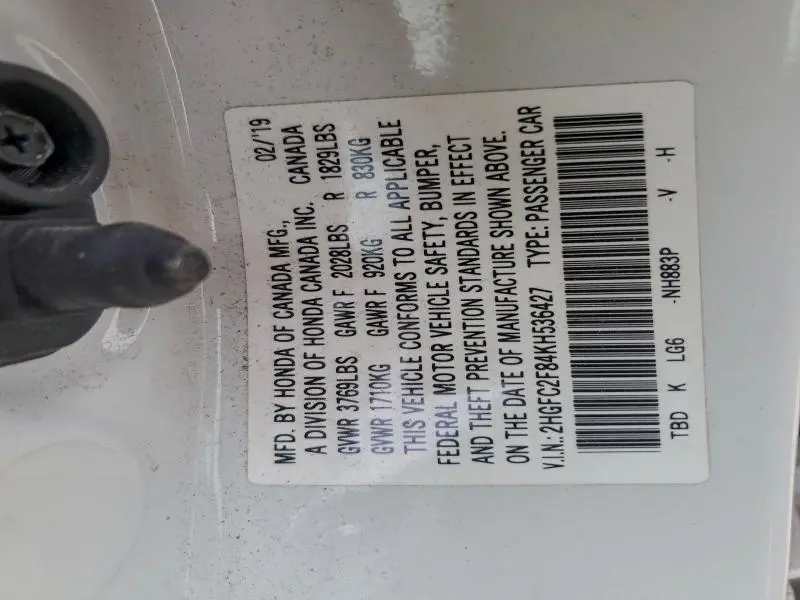 MFD. BY HONDA OF CANADA MFG., 02/'19
A DIVISION OF HONDA CANADA INC. CANADA
GVWR 3769LBS GAWR F 2028LBS R 1829LBS
GVWR 1710KG GAWR F 920KG R 830KG
THIS VEHICLE CONFORMS TO ALL APPLICABLE
FEDERAL MOTOR VEHICLE SAFETY, BUMPER,
AND THEFT PREVENTION STANDARDS IN EFFECT
ON THE DATE OF MANUFACTURE SHOWN ABOVE.
V.I.N.: 2HGFC2F84KH536427 TYPE: PASSENGER CAR
TBD K LG6 -NH883P -V -H